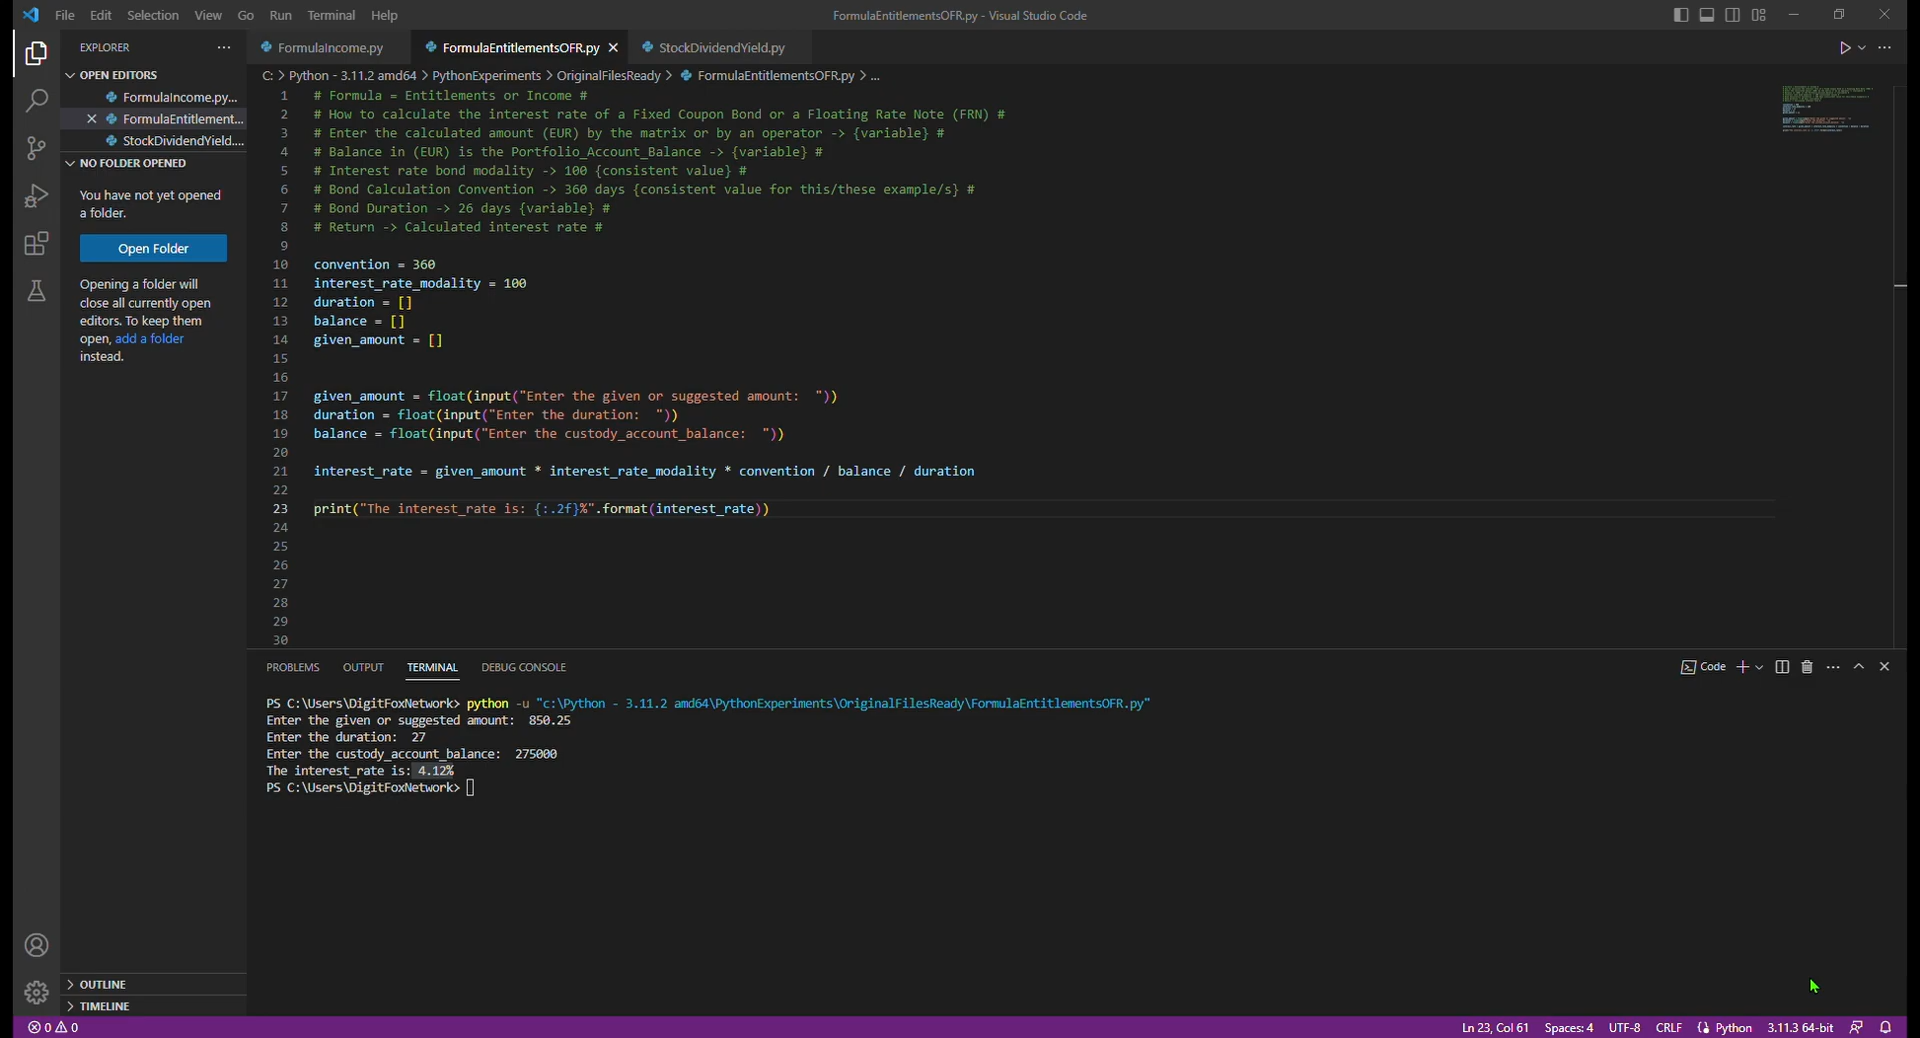 File Edit Selection View Go Run Terminal Help
FormulaEntitlementsOFR.py - Visual Studio Code
EXPLORER
OPEN EDITORS
FormulaIncome.py...
FormulaEntitlement...
StockDividendYield....
NO FOLDER OPENED
You have not yet opened
a folder.
Open Folder
Opening a folder will
close all currently open
editors. To keep them
open, add a folder
instead.
OUTLINE
TIMELINE
FormulaIncome.py FormulaEntitlementsOFR.py StockDividendYield.py
C: > Python - 3.11.2 amd64 > PythonExperiments > OriginalFilesReady > FormulaEntitlementsOFR.py > ...
1 # Formula = Entitlements or Income #
2 # How to calculate the interest rate of a Fixed Coupon Bond or a Floating Rate Note (FRN) #
3 # Enter the calculated amount (EUR) by the matrix or by an operator -> {variable} #
4 # Balance in (EUR) is the Portfolio_Account_Balance -> {variable} #
5 # Interest rate bond modality -> 100 {consistent value} #
6 # Bond Calculation Convention -> 360 days {consistent value for this/these example/s} #
7 # Bond Duration -> 26 days {variable} #
8 # Return -> Calculated interest rate #
9
10 convention = 360
11 interest_rate_modality = 100
12 duration = []
13 balance = []
14 given_amount = []
15
16
17 given_amount = float(input("Enter the given or suggested amount:  "))
18 duration = float(input("Enter the duration:  "))
19 balance = float(input("Enter the custody_account_balance:  "))
20
21 interest_rate = given_amount * interest_rate_modality * convention / balance / duration
22
23 print("The interest_rate is: {:.2f}%".format(interest_rate))
24
25
26
27
28
29
30
PROBLEMS OUTPUT TERMINAL DEBUG CONSOLE
Code
PS C:\Users\DigitFoxNetwork> python -u "c:\Python - 3.11.2 amd64\PythonExperiments\OriginalFilesReady\FormulaEntitlementsOFR.py"
Enter the given or suggested amount:  850.25
Enter the duration:  27
Enter the custody_account_balance:  275000
The interest_rate is: 4.12%
PS C:\Users\DigitFoxNetwork>
0 0
Ln 23, Col 61 Spaces: 4 UTF-8 CRLF Python 3.11.3 64-bit